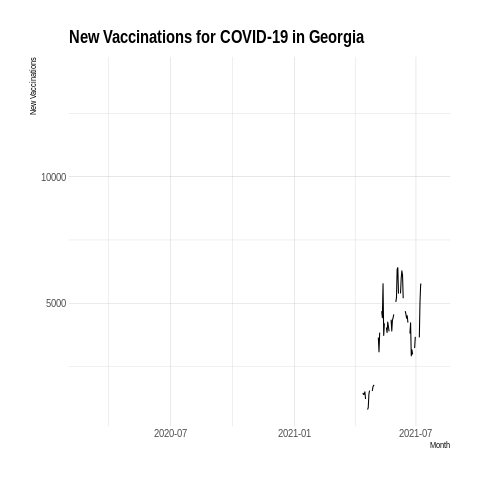 New Vaccinations for COVID-19 in Georgia
New Vaccinations
10000
5000
2020-07
2021-01
2021-07
Month